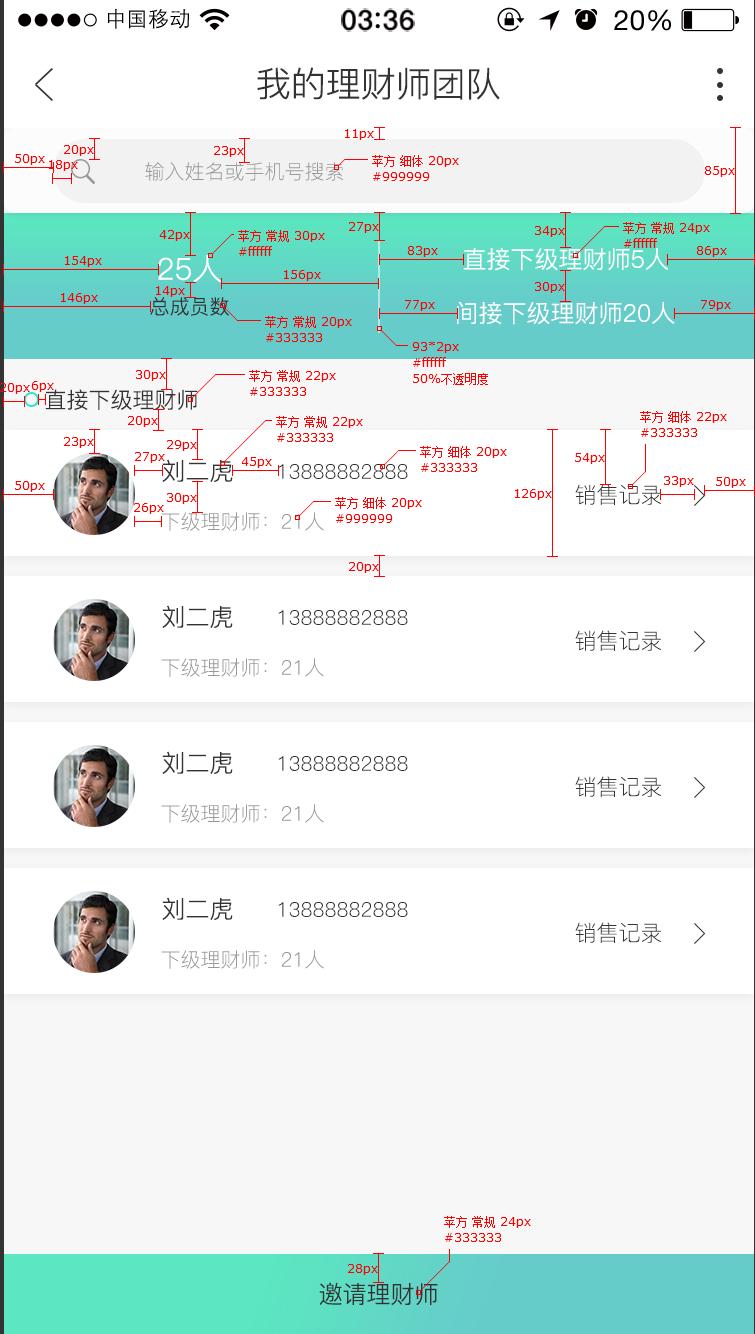 中国移动 03:36 20%
我的理财师团队
11px
50px 20px 23px 苹方 细体 20px
#999999
18px 输入姓名或手机号搜索 85px
42px 苹方 常规 30px
#ffffff
27px 34px 苹方 常规 24px
#ffffff
154px 25人 156px 83px 直接下级理财师5人 86px
14px 30px
146px 总成员数 77px 间接下级理财师20人 79px
苹方 常规 20px
#333333
93*2px
#ffffff
50%不透明度
30px 苹方 常规 22px
#333333
20px 6px 直接下级理财师
20px 苹方 常规 22px
#333333
苹方 细体 22px
#333333
23px 29px 苹方 细体 20px
#333333
27px 刘二虎 45px 13888882888 54px
50px 30px 126px 销售记录 33px 50px
苹方 细体 20px
#999999
26px 下级理财师：21人
20px
刘二虎 13888882888
销售记录
下级理财师：21人
刘二虎 13888882888
销售记录
下级理财师：21人
刘二虎 13888882888
销售记录
下级理财师：21人
苹方 常规 24px
#333333
28px
邀请理财师